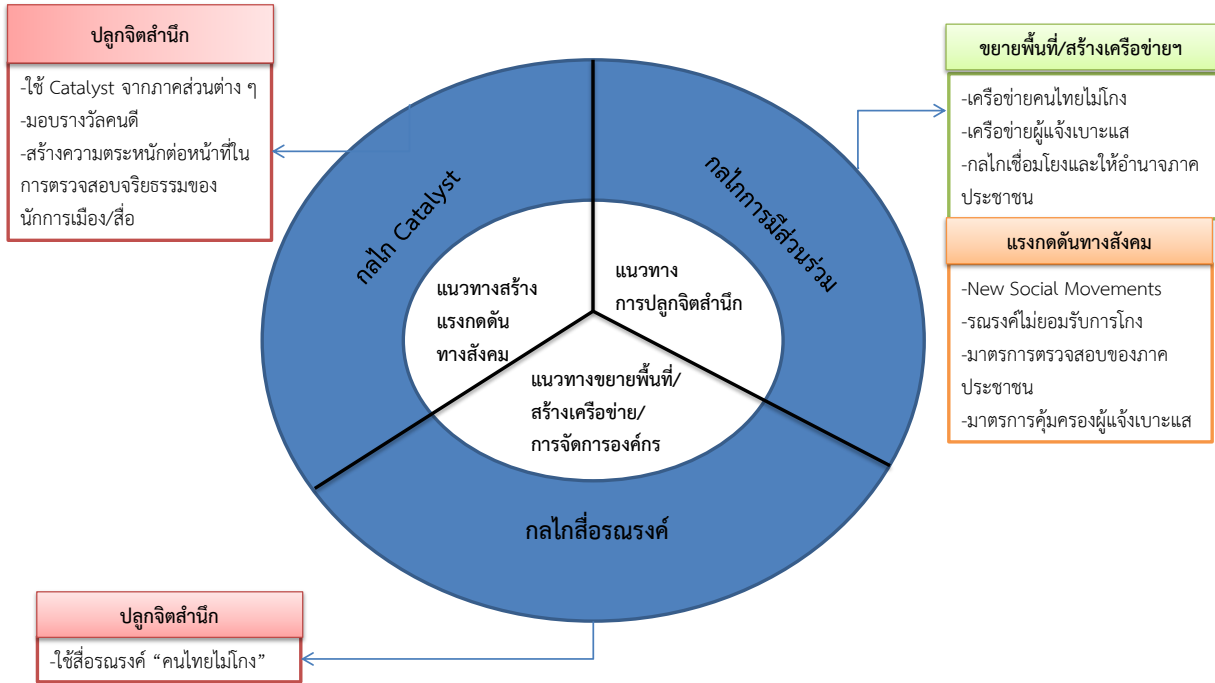 ปลูกจิตสำนึก
-ใช้ Catalyst จากภาคส่วนต่าง ๆ
-มอบรางวัลคนดี
-สร้างความตระหนักต่อหน้าที่ใน
การตรวจสอบจริยธรรมของ
นักการเมือง/สื่อ
ขยายพื้นที่/สร้างเครือข่ายฯ
-เครือข่ายคนไทยไม่โกง
-เครือข่ายผู้แจ้งเบาะแส
-กลไกเชื่อมโยงและให้อำนาจภาค
ประชาชน
แรงกดดันทางสังคม
-New Social Movements
-รณรงค์ไม่ยอมรับการโกง
-มาตรการตรวจสอบของภาค
ประชาชน
-มาตรการคุ้มครองผู้แจ้งเบาะแส
กลไก Catalyst
กลไกการมีส่วนร่วม
แนวทางสร้าง
แรงกดดัน
ทางสังคม
แนวทาง
การปลูกจิตสำนึก
แนวทางขยายพื้นที่/
สร้างเครือข่าย/
การจัดการองค์กร
กลไกสื่อรณรงค์
ปลูกจิตสำนึก
-ใช้สื่อรณรงค์ “คนไทยไม่โกง”